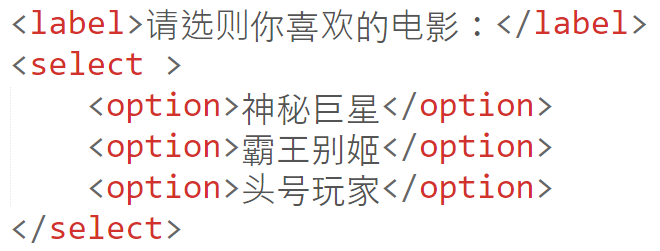 <label>请选则你喜欢的电影：</label>
<select >
    <option>神秘巨星</option>
    <option>霸王别姬</option>
    <option>头号玩家</option>
</select>